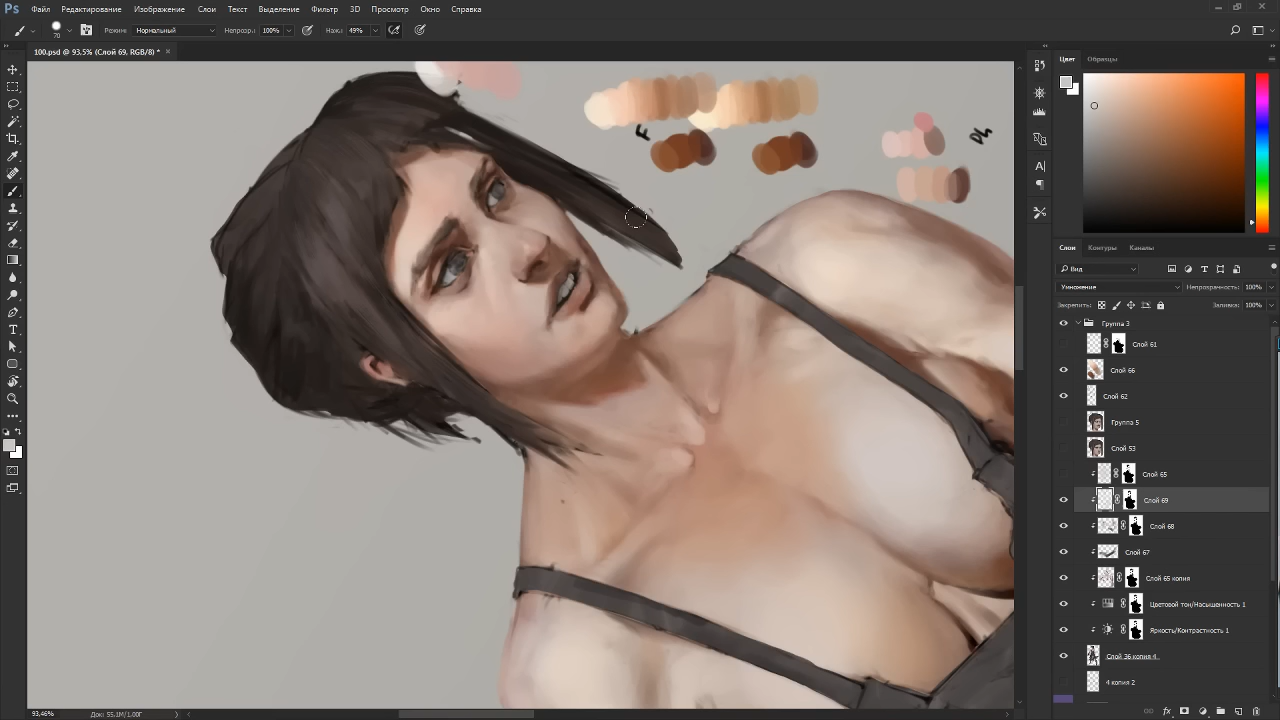 Ps Файл Редактирование Изображение Слои Текст Выделение Фильтр 3D Просмотр Окно Справка
70 Режим: Нормальный Непрозр.: 100% Наж.: 49%
100.psd @ 93,5% (Слой 69, RGB/8) * ×
Цвет Образцы
F
Слои Контуры Каналы
Вид
Умножение Непрозрачность: 100%
Закрепить: Заливка: 100%
Группа 3
Слой 61
Слой 66
Слой 62
Группа 5
Слой 53
Слой 65
Слой 69
Слой 68
Слой 67
Слой 65 копия
Цветовой тон/Насыщенность 1
Яркость/Контрастность 1
Слой 36 копия 4
4 копия 2
93,46% Док: 55,1M/1,00Г
fx